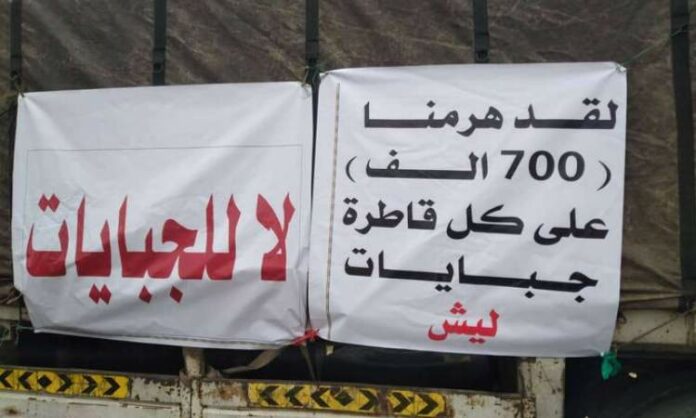 لقد هرمنا
( 700 الف )
على كل قاطرة
جبايات
ليش
لا للجبايات